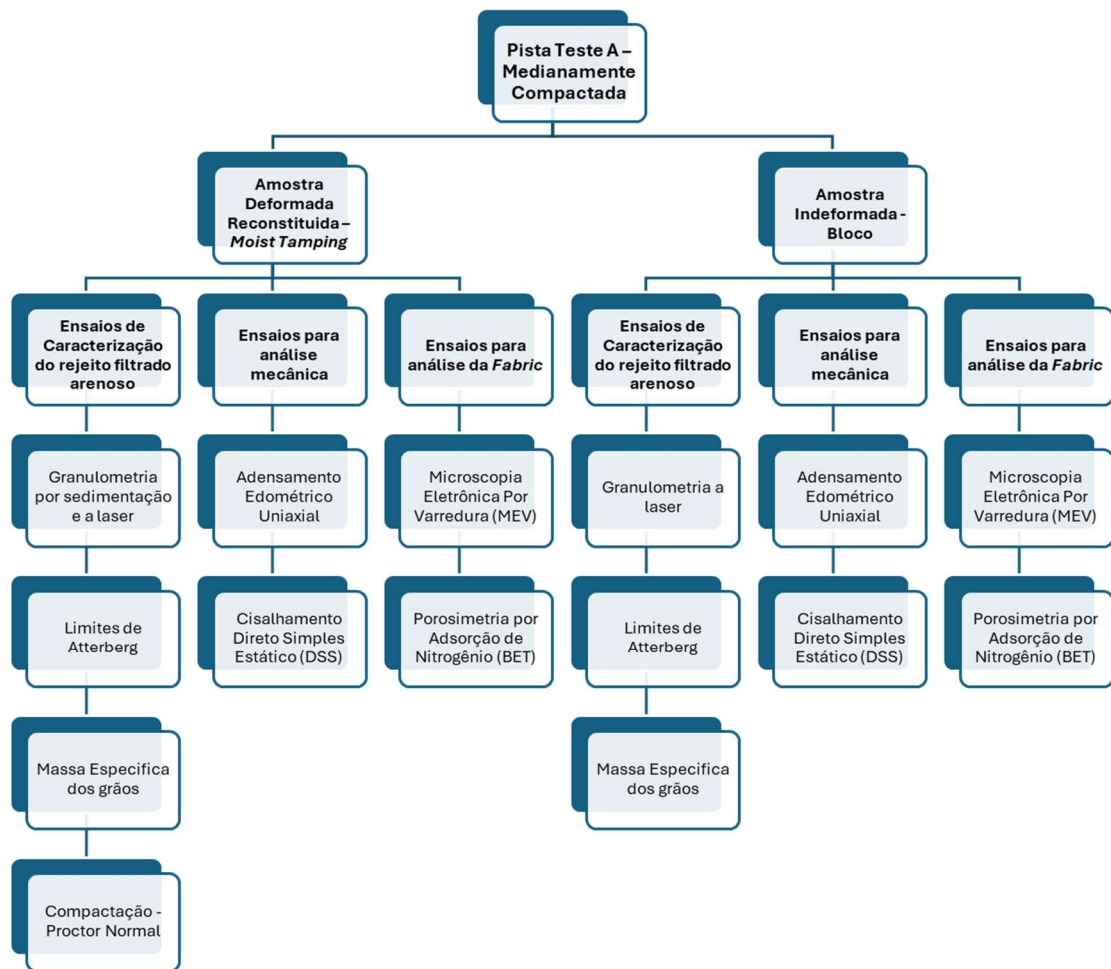 Pista Teste A –
Medianamente
Compactada
Amostra
Deformada
Reconstituida –
Moist Tamping
Amostra
Indeformada -
Bloco
Ensaios de
Caracterização
do rejeito filtrado
arenoso
Ensaios para
análise
mecânica
Ensaios para
análise da Fabric
Ensaios de
Caracterização
do rejeito filtrado
arenoso
Ensaios para
análise
mecânica
Ensaios para
análise da Fabric
Granulometria
por sedimentação
e a laser
Adensamento
Edométrico
Uniaxial
Microscopia
Eletrônica Por
Varredura (MEV)
Granulometria a
laser
Adensamento
Edométrico
Uniaxial
Microscopia
Eletrônica Por
Varredura (MEV)
Limites de
Atterberg
Cisalhamento
Direto Simples
Estático (DSS)
Porosimetria por
Adsorção de
Nitrogênio (BET)
Limites de
Atterberg
Cisalhamento
Direto Simples
Estático (DSS)
Porosimetria por
Adsorção de
Nitrogênio (BET)
Massa Especifica
dos grãos
Massa Especifica
dos grãos
Compactação -
Proctor Normal